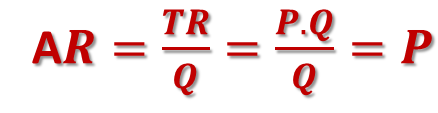 AR = TR/Q = P.Q/Q = P